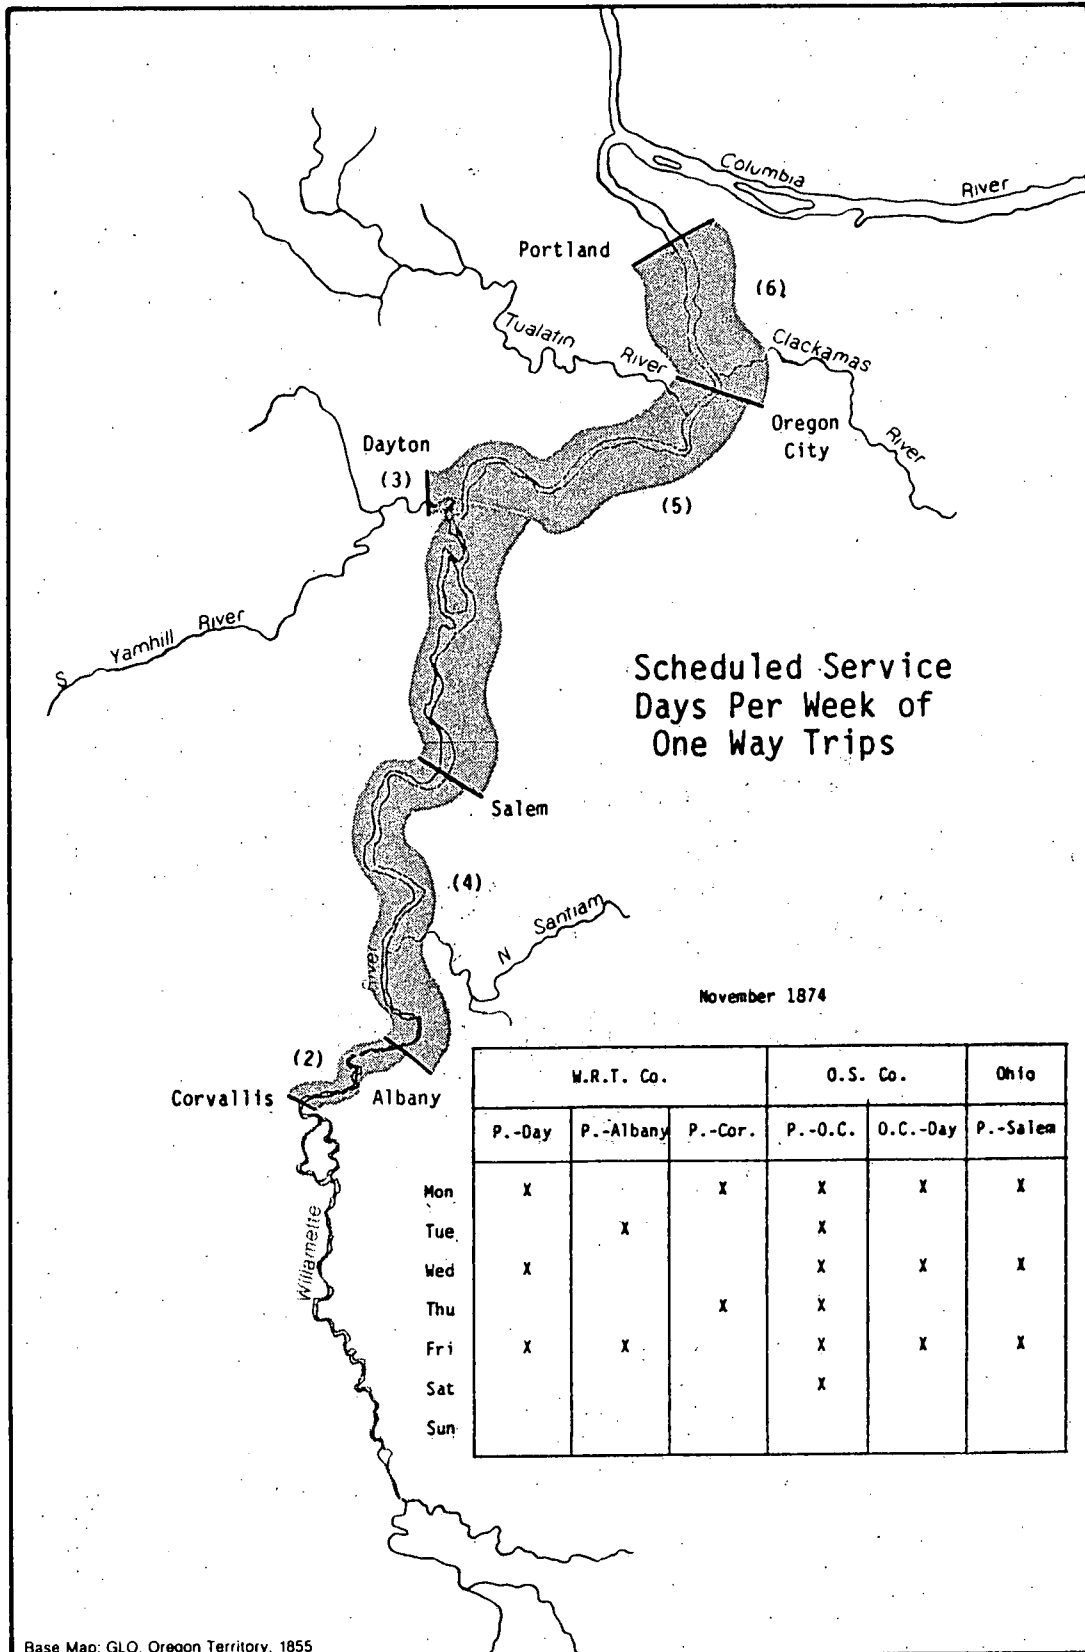 Columbia River
Portland
(6)
Tualatin River
Clackamas River
Oregon
City
Dayton
(3)
(5)
S Yamhill River
Scheduled Service
Days Per Week of
One Way Trips
Salem
(4)
N Santiam
River
November 1874
(2)
Corvallis
Albany
Willamette
W.R.T. Co. O.S. Co. Ohio
P.-Day P.-Albany P.-Cor. P.-O.C. O.C.-Day P.-Salem
Mon X X X X X
Tue X X
Wed X X X X
Thu X X
Fri X X X X X
Sat X
Sun
Base Map: GLO, Oregon Territory, 1855